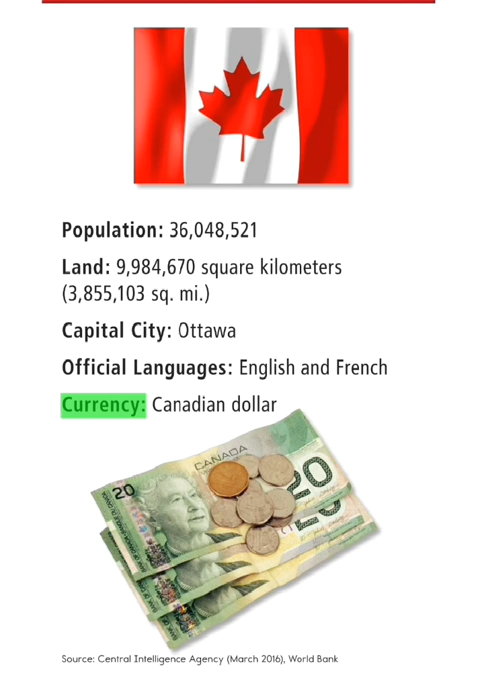 Population: 36,048,521
Land: 9,984,670 square kilometers
(3,855,103 sq. mi.)
Capital City: Ottawa
Official Languages: English and French
Currency: Canadian dollar
CANADA
20
20
Source: Central Intelligence Agency (March 2016), World Bank